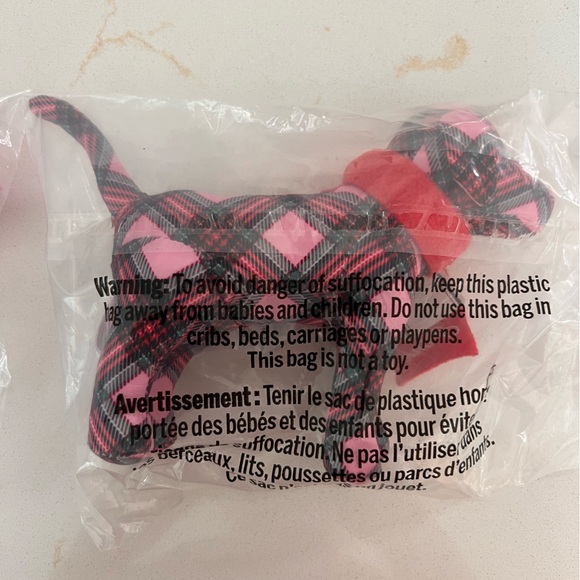 Warning: To avoid danger of suffocation, keep this plastic
bag away from babies and children. Do not use this bag in
cribs, beds, carriages or playpens.
This bag is not a toy.
Avertissement : Tenir le sac de plastique hors
portée des bébés et des enfants pour éviter
suffocation. Ne pas l'utiliser dans
berceaux, lits, poussettes ou parcs d'enfants.
Ce sac jouet.